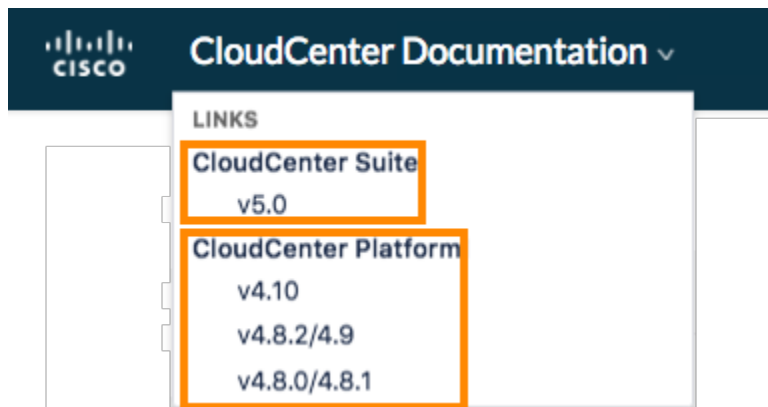 CISCO
CloudCenter Documentation
LINKS
CloudCenter Suite
v5.0
CloudCenter Platform
v4.10
v4.8.2/4.9
v4.8.0/4.8.1